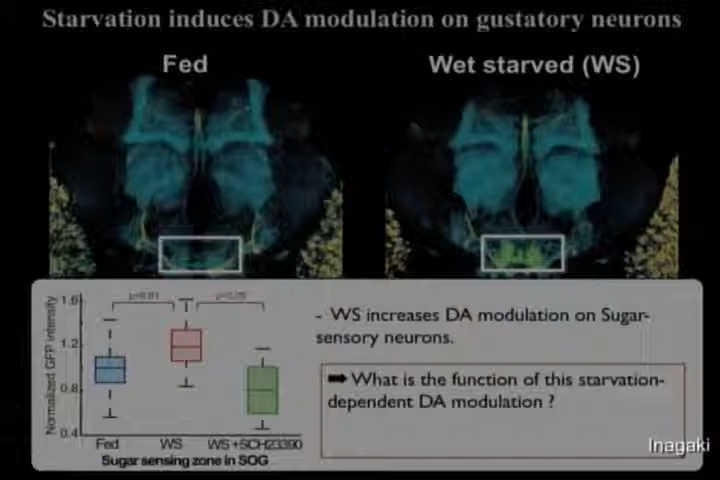 Starvation induces DA modulation on gustatory neurons
Fed
Wet starved (WS)
1.6
1.2
0.8
0.4
Normalized GFP intensity
Fed
WS
WS +SCH23390
Sugar sensing zone in SOG
- WS increases DA modulation on Sugar-
sensory neurons.
➡ What is the function of this starvation-
dependent DA modulation ?
Inagaki